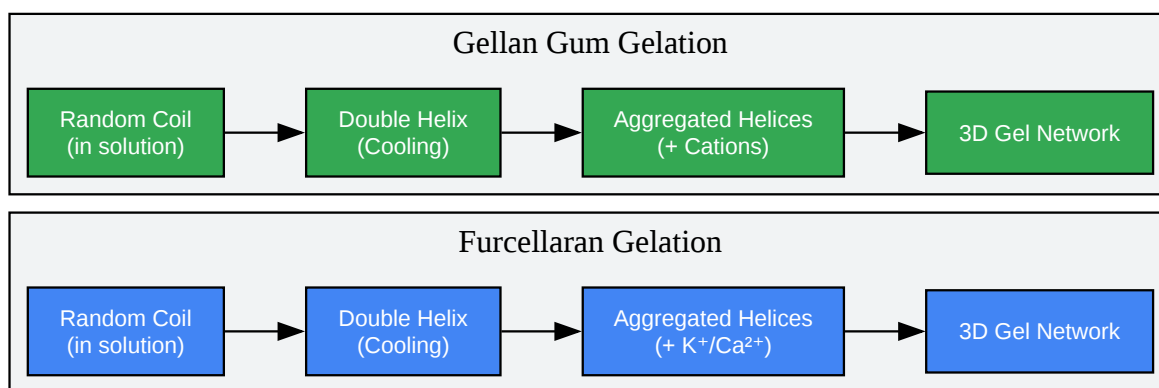 Gellan Gum Gelation
Random Coil
(in solution)
Double Helix
(Cooling)
Aggregated Helices
(+ Cations)
3D Gel Network
Furcellaran Gelation
Random Coil
(in solution)
Double Helix
(Cooling)
Aggregated Helices
(+ K⁺/Ca²⁺)
3D Gel Network